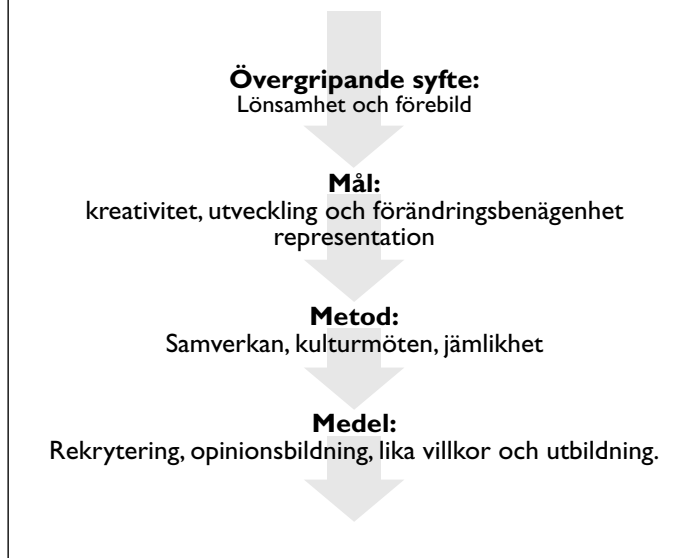 Övergripande syfte:
Lönsamhet och förebild
Mål:
kreativitet, utveckling och förändringsbenägenhet
representation
Metod:
Samverkan, kulturmöten, jämlikhet
Medel:
Rekrytering, opinionsbildning, lika villkor och utbildning.